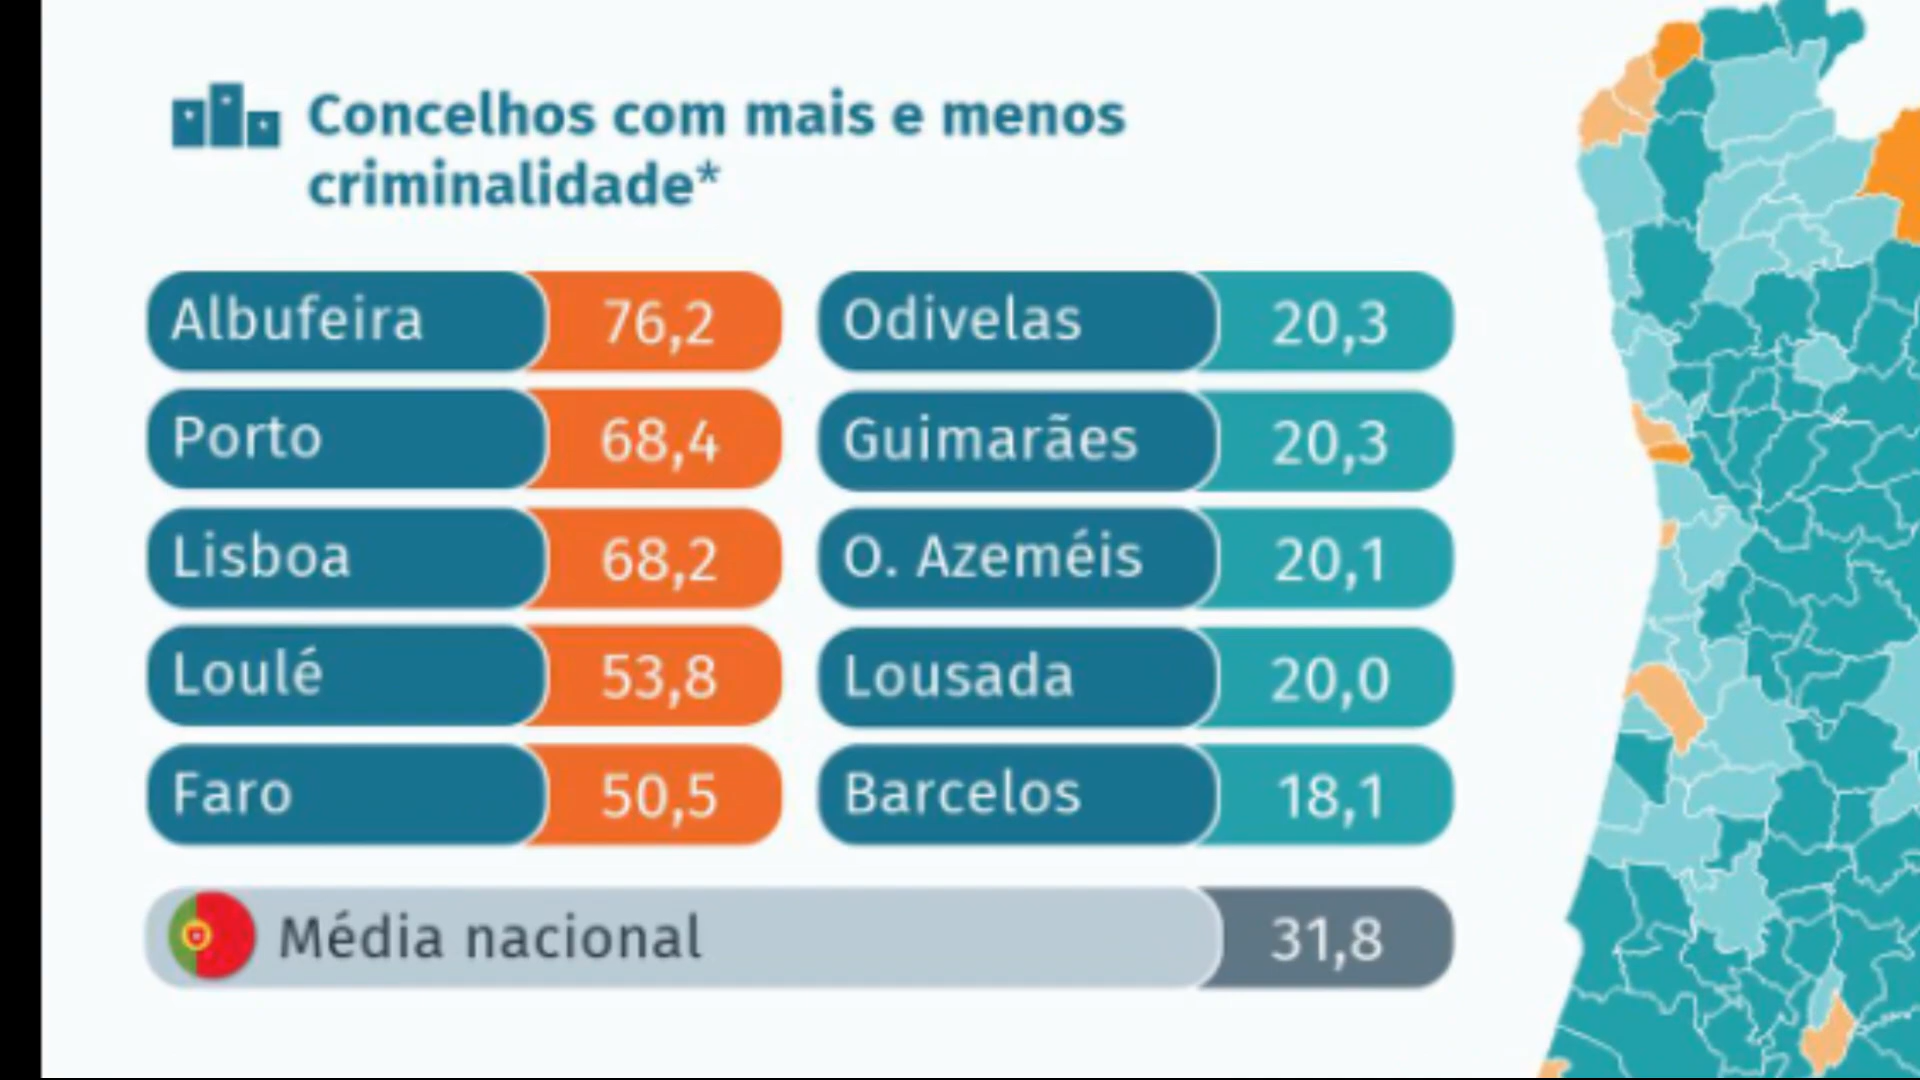 Concelhos com mais e menos
criminalidade*
Albufeira 76,2
Porto 68,4
Lisboa 68,2
Loulé 53,8
Faro 50,5
Odivelas 20,3
Guimarães 20,3
O. Azeméis 20,1
Lousada 20,0
Barcelos 18,1
Média nacional 31,8